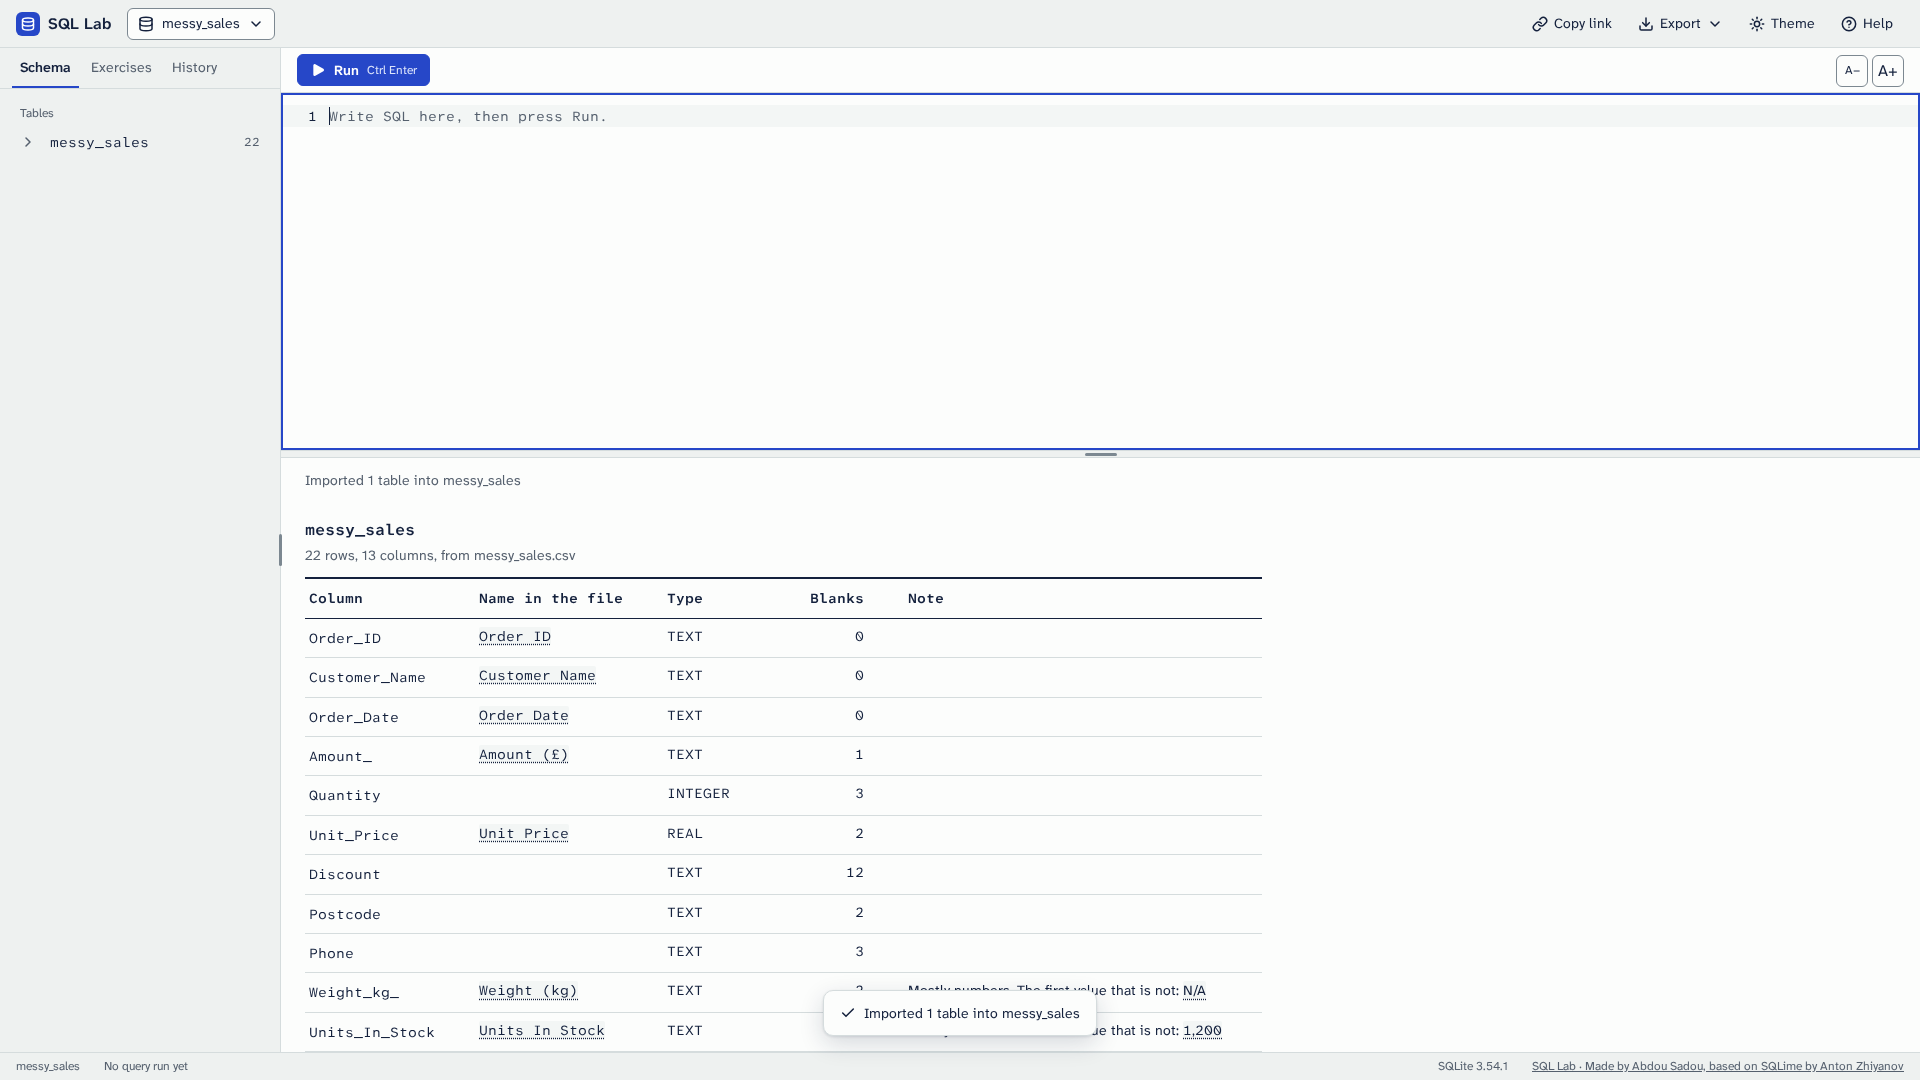 SQL Lab messy_sales Copy link Export Theme Help
Schema Exercises History Run Ctrl Enter A− A+
Tables
messy_sales 22
1 Write SQL here, then press Run.
Imported 1 table into messy_sales
messy_sales
22 rows, 13 columns, from messy_sales.csv
Column Name in the file Type Blanks Note
Order_ID Order ID TEXT 0
Customer_Name Customer Name TEXT 0
Order_Date Order Date TEXT 0
Amount_ Amount (£) TEXT 1
Quantity INTEGER 3
Unit_Price Unit Price REAL 2
Discount TEXT 12
Postcode TEXT 2
Phone TEXT 3
Weight_kg_ Weight (kg) TEXT Mostly numbers. The first value that is not: N/A
Units_In_Stock Units In Stock TEXT that is not: 1,200
Imported 1 table into messy_sales
messy_sales No query run yet SQLite 3.54.1 SQL Lab · Made by Abdou Sadou, based on SQLime by Anton Zhiyanov